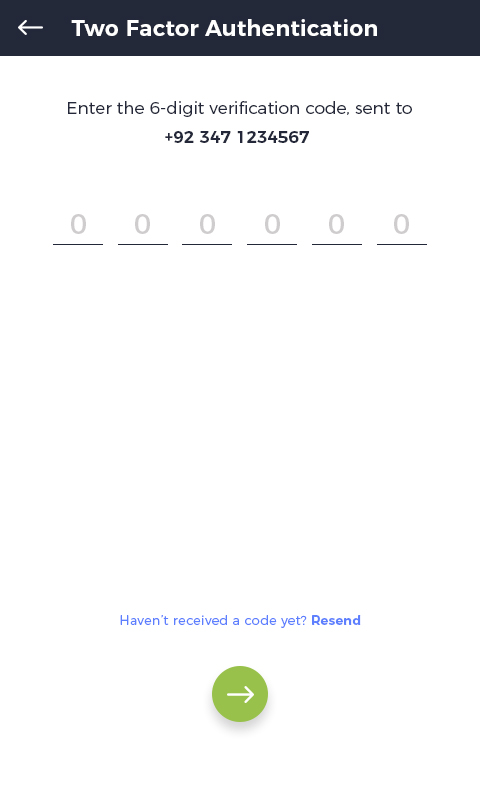 Two Factor Authentication
Enter the 6-digit verification code, sent to
+92 347 1234567
0 0 0 0 0 0
Haven't received a code yet? Resend